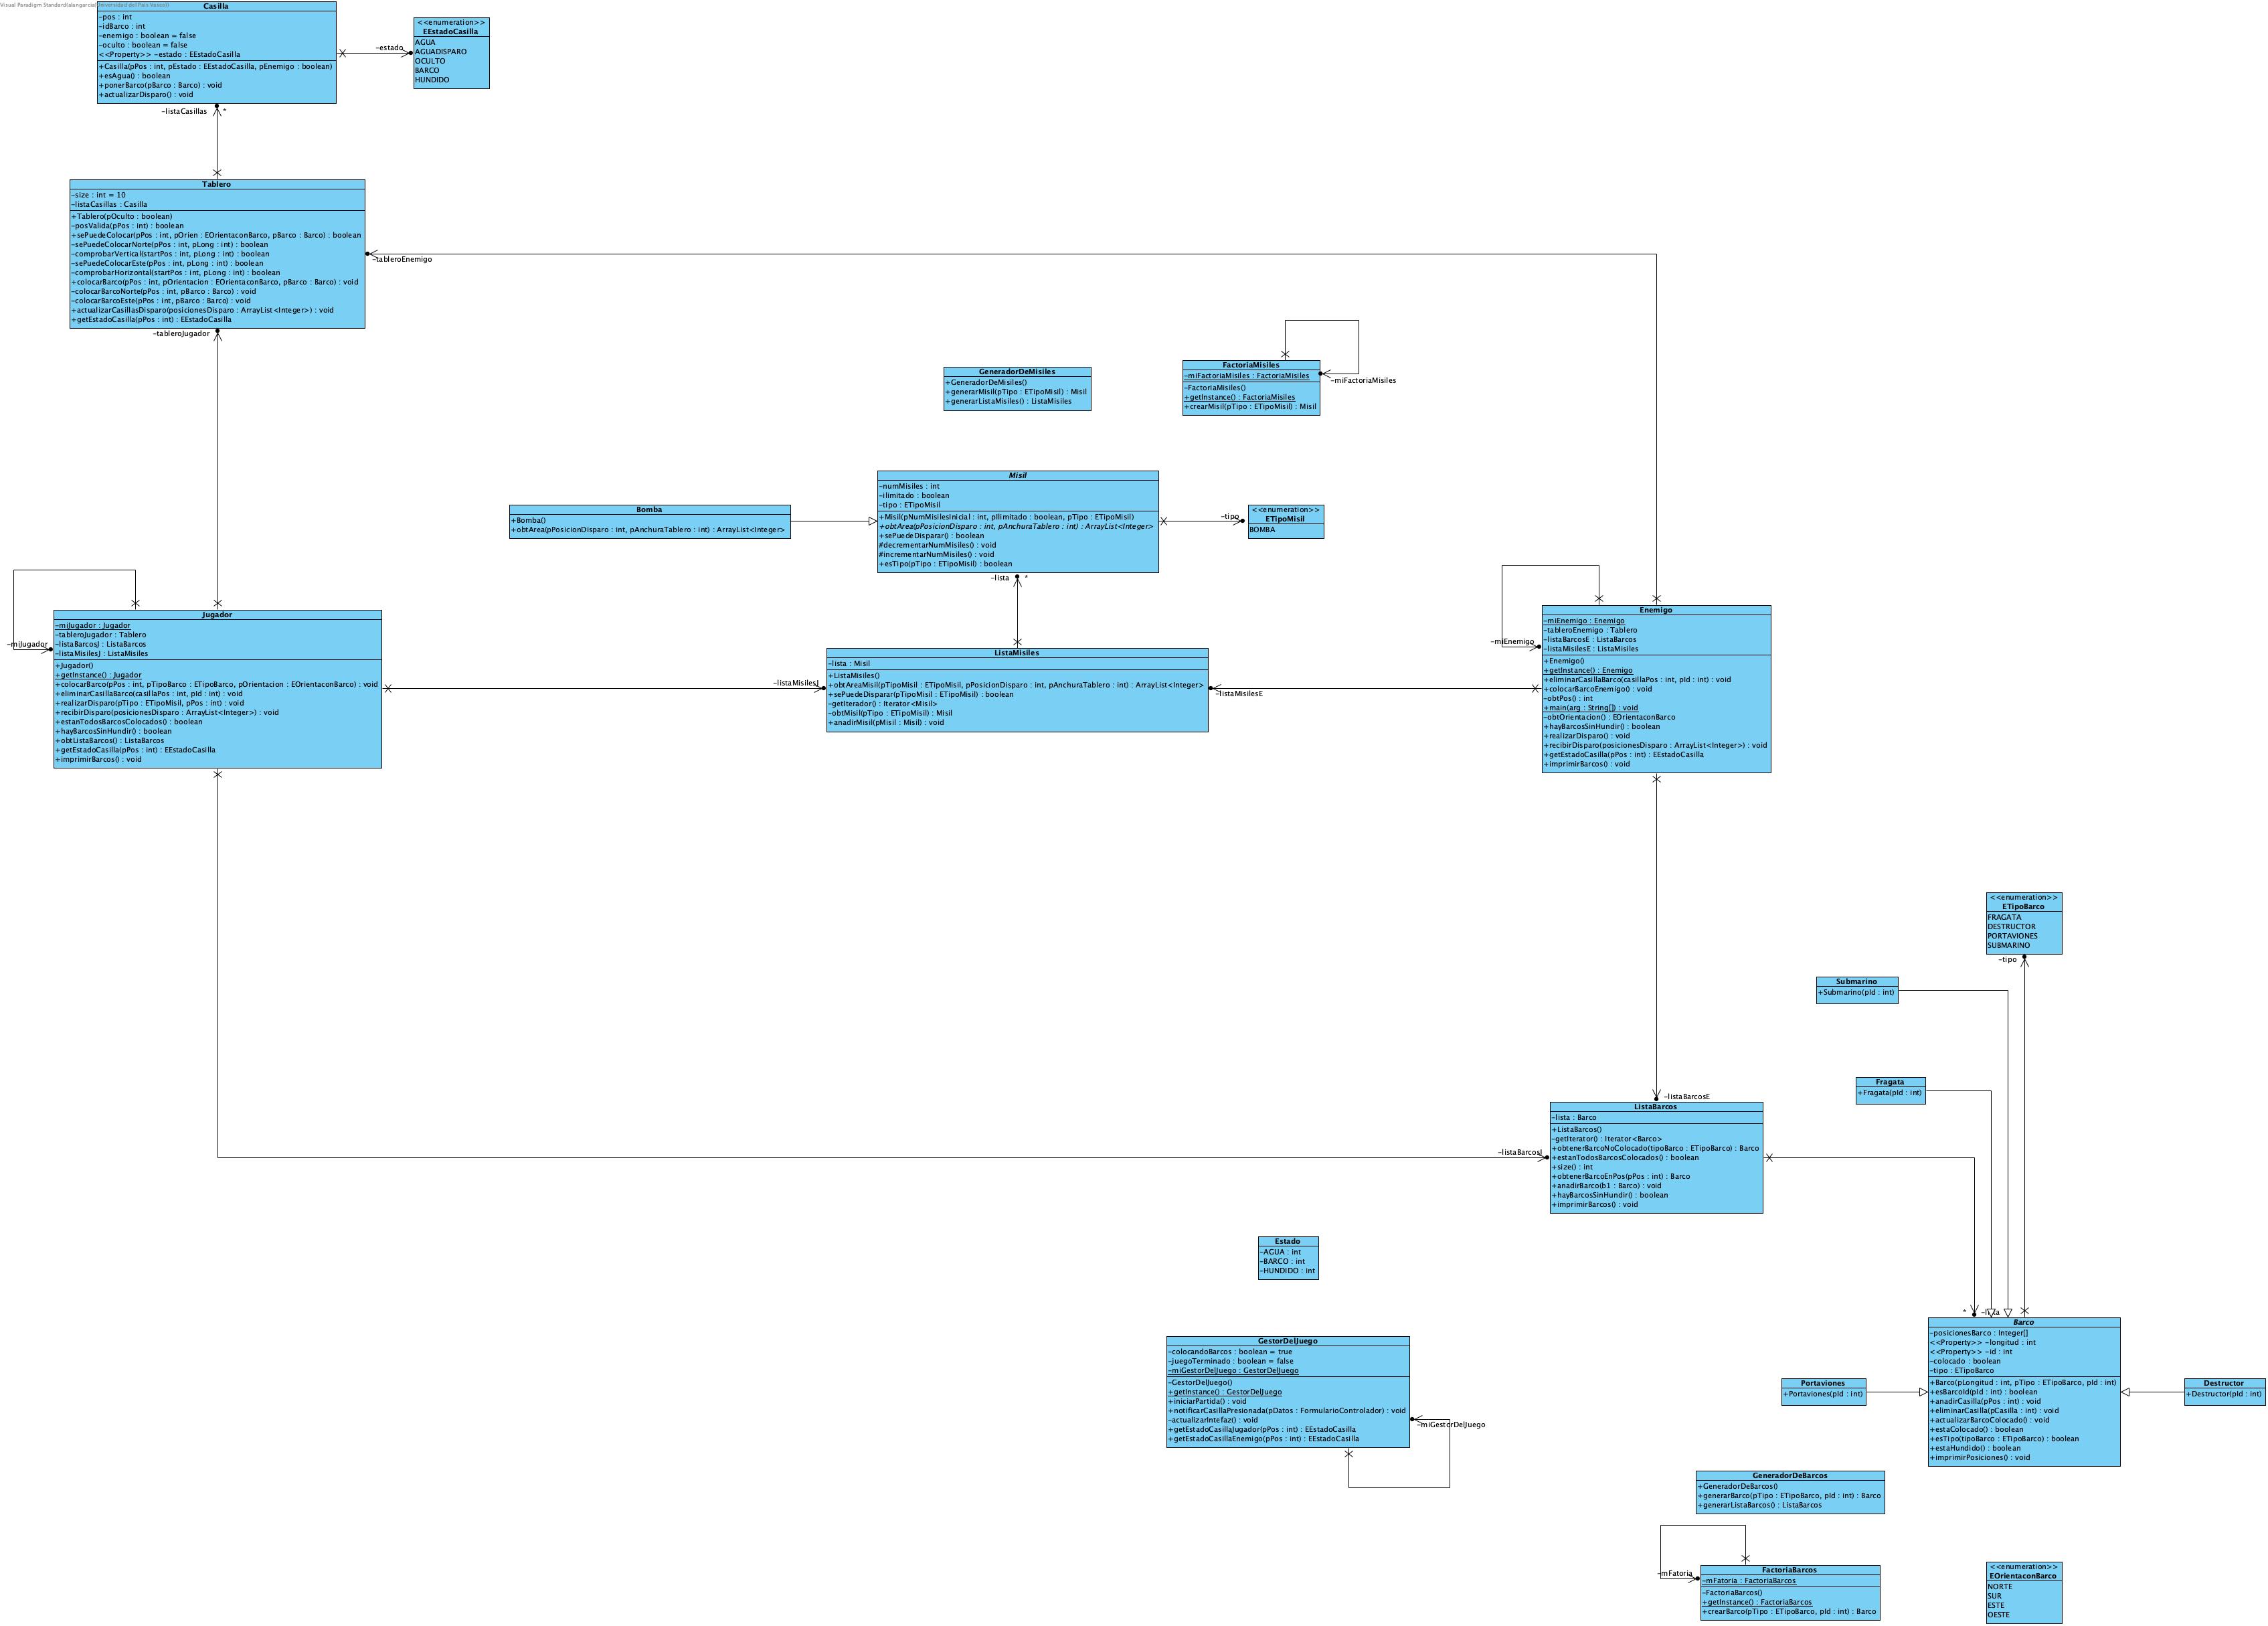 Visual Paradigm Standard(alangarcia(Universidad del Pais Vasco))
Casilla
-pos : int
-idBarco : int
-enemigo : boolean = false
-oculto : boolean = false
<<Property>> -estado : EEstadoCasilla
+Casilla(pPos : int, pEstado : EEstadoCasilla, pEnemigo : boolean)
+esAgua() : boolean
+ponerBarco(pBarco : Barco) : void
+actualizarDisparo() : void
-estado
<<enumeration>>
EEstadoCasilla
AGUA
AGUADISPARO
OCULTO
BARCO
HUNDIDO
-listaCasillas
*
Tablero
-size : int = 10
-listaCasillas : Casilla
+Tablero(pOculto : boolean)
-posValida(pPos : int) : boolean
+sePuedeColocar(pPos : int, pOrien : EOrientaconBarco, pBarco : Barco) : boolean
-sePuedeColocarNorte(pPos : int, pLong : int) : boolean
-comprobarVertical(startPos : int, pLong : int) : boolean
-sePuedeColocarEste(pPos : int, pLong : int) : boolean
-comprobarHorizontal(startPos : int, pLong : int) : boolean
+colocarBarco(pPos : int, pOrientacion : EOrientaconBarco, pBarco : Barco) : void
-colocarBarcoNorte(pPos : int, pBarco : Barco) : void
-colocarBarcoEste(pPos : int, pBarco : Barco) : void
+actualizarCasillasDisparo(posicionesDisparo : ArrayList<Integer>) : void
+getEstadoCasilla(pPos : int) : EEstadoCasilla
-tableroEnemigo
-tableroJugador
GeneradorDeMisiles
+GeneradorDeMisiles()
+generarMisil(pTipo : ETipoMisil) : Misil
+generarListaMisiles() : ListaMisiles
FactoriaMisiles
-miFactoriaMisiles : FactoriaMisiles
-FactoriaMisiles()
+getInstance() : FactoriaMisiles
+crearMisil(pTipo : ETipoMisil) : Misil
-miFactoriaMisiles
Bomba
+Bomba()
+obtArea(pPosicionDisparo : int, pAnchuraTablero : int) : ArrayList<Integer>
Misil
-numMisiles : int
-ilimitado : boolean
-tipo : ETipoMisil
+Misil(pNumMisilesInicial : int, pIlimitado : boolean, pTipo : ETipoMisil)
+obtArea(pPosicionDisparo : int, pAnchuraTablero : int) : ArrayList<Integer>
+sePuedeDisparar() : boolean
#decrementarNumMisiles() : void
#incrementarNumMisiles() : void
+esTipo(pTipo : ETipoMisil) : boolean
-tipo
<<enumeration>>
ETipoMisil
BOMBA
-lista
*
-miJugador
Jugador
-miJugador : Jugador
-tableroJugador : Tablero
-listaBarcosJ : ListaBarcos
-listaMisilesJ : ListaMisiles
+Jugador()
+getInstance() : Jugador
+colocarBarco(pPos : int, pTipoBarco : ETipoBarco, pOrientacion : EOrientaconBarco) : void
+eliminarCasillaBarco(casillaPos : int, pId : int) : void
+realizarDisparo(pTipo : ETipoMisil, pPos : int) : void
+recibirDisparo(posicionesDisparo : ArrayList<Integer>) : void
+estanTodosBarcosColocados() : boolean
+hayBarcosSinHundir() : boolean
+obtListaBarcos() : ListaBarcos
+getEstadoCasilla(pPos : int) : EEstadoCasilla
+imprimirBarcos() : void
-listaMisilesJ
ListaMisiles
-lista : Misil
+ListaMisiles()
+obtAreaMisil(pTipoMisil : ETipoMisil, pPosicionDisparo : int, pAnchuraTablero : int) : ArrayList<Integer>
+sePuedeDisparar(pTipoMisil : ETipoMisil) : boolean
-getIterador() : Iterator<Misil>
-obtMisil(pTipo : ETipoMisil) : Misil
+anadirMisil(pMisil : Misil) : void
-listaMisilesE
-miEnemigo
Enemigo
-miEnemigo : Enemigo
-tableroEnemigo : Tablero
-listaBarcosE : ListaBarcos
-listaMisilesE : ListaMisiles
+Enemigo()
+getInstance() : Enemigo
+eliminarCasillaBarco(casillaPos : int, pId : int) : void
+colocarBarcoEnemigo() : void
-obtPos() : int
+main(arg : String[]) : void
-obtOrientacion() : EOrientaconBarco
+hayBarcosSinHundir() : boolean
+realizarDisparo() : void
+recibirDisparo(posicionesDisparo : ArrayList<Integer>) : void
+getEstadoCasilla(pPos : int) : EEstadoCasilla
+imprimirBarcos() : void
<<enumeration>>
ETipoBarco
FRAGATA
DESTRUCTOR
PORTAVIONES
SUBMARINO
-tipo
Submarino
+Submarino(pId : int)
Fragata
+Fragata(pId : int)
-listaBarcosE
-listaBarcosJ
ListaBarcos
-lista : Barco
+ListaBarcos()
-getIterator() : Iterator<Barco>
+obtenerBarcoNoColocado(tipoBarco : ETipoBarco) : Barco
+estanTodosBarcosColocados() : boolean
+size() : int
+obtenerBarcoEnPos(pPos : int) : Barco
+anadirBarco(b1 : Barco) : void
+hayBarcosSinHundir() : boolean
+imprimirBarcos() : void
Estado
-AGUA : int
-BARCO : int
-HUNDIDO : int
*
-lista
Barco
-posicionesBarco : Integer[]
<<Property>> -longitud : int
<<Property>> -id : int
-colocado : boolean
-tipo : ETipoBarco
+Barco(pLongitud : int, pTipo : ETipoBarco, pId : int)
+esBarcoId(pId : int) : boolean
+anadirCasilla(pPos : int) : void
+eliminarCasilla(pCasilla : int) : void
+actualizarBarcoColocado() : void
+estaColocado() : boolean
+esTipo(tipoBarco : ETipoBarco) : boolean
+estaHundido() : boolean
+imprimirPosiciones() : void
Portaviones
+Portaviones(pId : int)
Destructor
+Destructor(pId : int)
GestorDelJuego
-colocandoBarcos : boolean = true
-juegoTerminado : boolean = false
-miGestorDelJuego : GestorDelJuego
-GestorDelJuego()
+getInstance() : GestorDelJuego
+iniciarPartida() : void
+notificarCasillaPresionada(pDatos : FormularioControlador) : void
-actualizarIntefaz() : void
+getEstadoCasillaJugador(pPos : int) : EEstadoCasilla
+getEstadoCasillaEnemigo(pPos : int) : EEstadoCasilla
-miGestorDelJuego
GeneradorDeBarcos
+GeneradorDeBarcos()
+generarBarco(pTipo : ETipoBarco, pId : int) : Barco
+generarListaBarcos() : ListaBarcos
-mFatoria
FactoriaBarcos
-mFatoria : FactoriaBarcos
-FactoriaBarcos()
+getInstance() : FactoriaBarcos
+crearBarco(pTipo : ETipoBarco, pId : int) : Barco
<<enumeration>>
EOrientaconBarco
NORTE
SUR
ESTE
OESTE